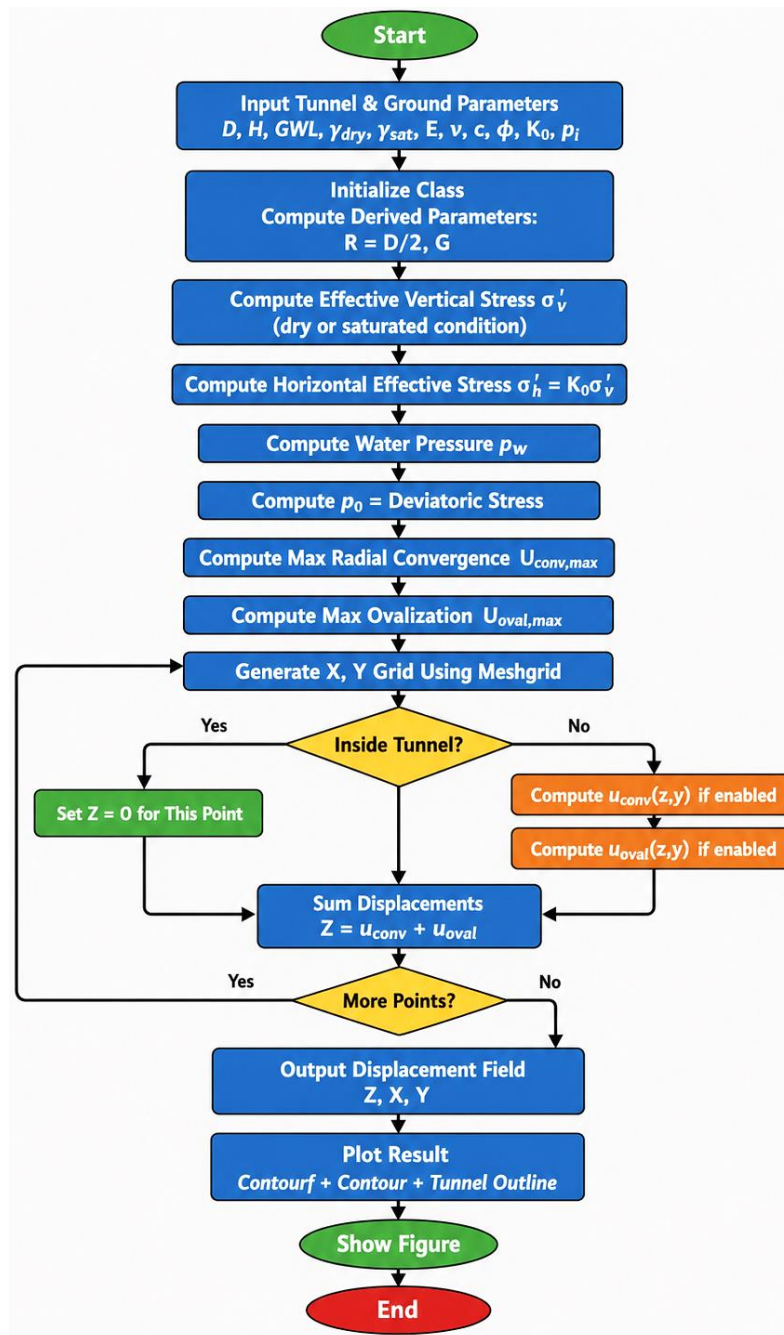 Start
Input Tunnel & Ground Parameters
D, H, GWL, γdry, γsat, E, ν, c, ϕ, K₀, pᵢ
Initialize Class
Compute Derived Parameters:
R = D/2, G
Compute Effective Vertical Stress σ′ᵥ
(dry or saturated condition)
Compute Horizontal Effective Stress σ′ₕ = K₀σ′ᵥ
Compute Water Pressure pw
Compute p₀ = Deviatoric Stress
Compute Max Radial Convergence Uconv,max
Compute Max Ovalization Uoval,max
Generate X, Y Grid Using Meshgrid
Yes
Inside Tunnel?
No
Set Z = 0 for This Point
Compute uconv(z,y) if enabled
Compute uoval(z,y) if enabled
Sum Displacements
Z = uconv + uoval
Yes
More Points?
No
Output Displacement Field
Z, X, Y
Plot Result
Contourf + Contour + Tunnel Outline
Show Figure
End